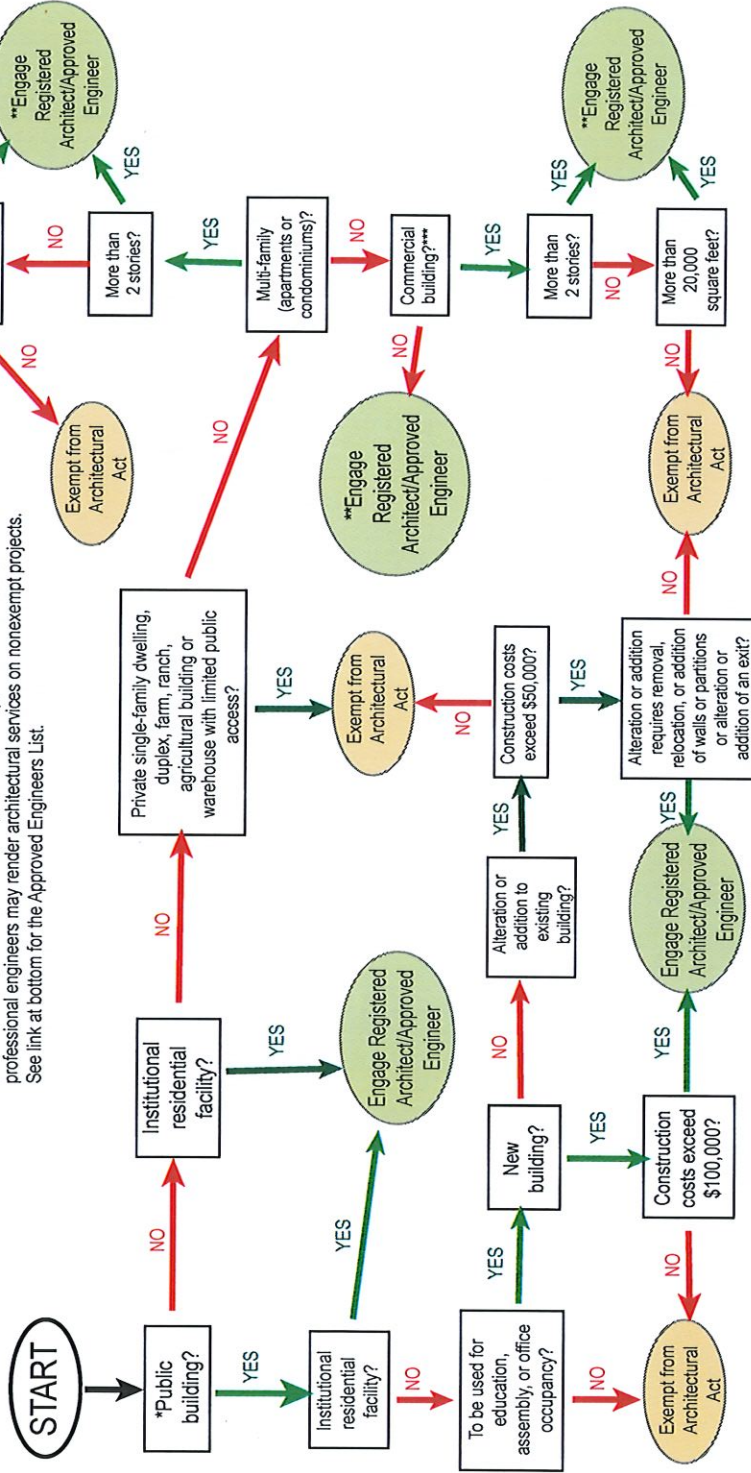 professional engineers may render architectural services on nonexempt projects.
See link at bottom for the Approved Engineers List.
START
*Public
building?
NO
YES
Institutional
residential
facility?
NO
YES
Private single-family dwelling,
duplex, farm, ranch,
agricultural building or
warehouse with limited public
access?
NO
YES
Exempt from
Architectural
Act
Multi-family
(apartments or
condominiums)?
YES
NO
More than
2 stories?
YES
NO
**Engage
Registered
Architect/Approved
Engineer
NO
Exempt from
Architectural
Act
Commercial
building?***
NO
YES
**Engage
Registered
Architect/Approved
Engineer
More than
2 stories?
YES
NO
**Engage
Registered
Architect/Approved
Engineer
More than
20,000
square feet?
YES
NO
Exempt from
Architectural
Act
Institutional
residential
facility?
YES
NO
Engage Registered
Architect/Approved
Engineer
To be used for
education,
assembly, or office
occupancy?
YES
NO
Exempt from
Architectural
Act
New
building?
NO
YES
Construction
costs exceed
$100,000?
NO
YES
Engage Registered
Architect/Approved
Engineer
Alteration or
addition to
existing
building?
YES
Construction costs
exceed $50,000?
NO
YES
Alteration or addition
requires removal,
relocation, or addition
of walls or partitions
or alteration or
addition of an exit?
YES
NO